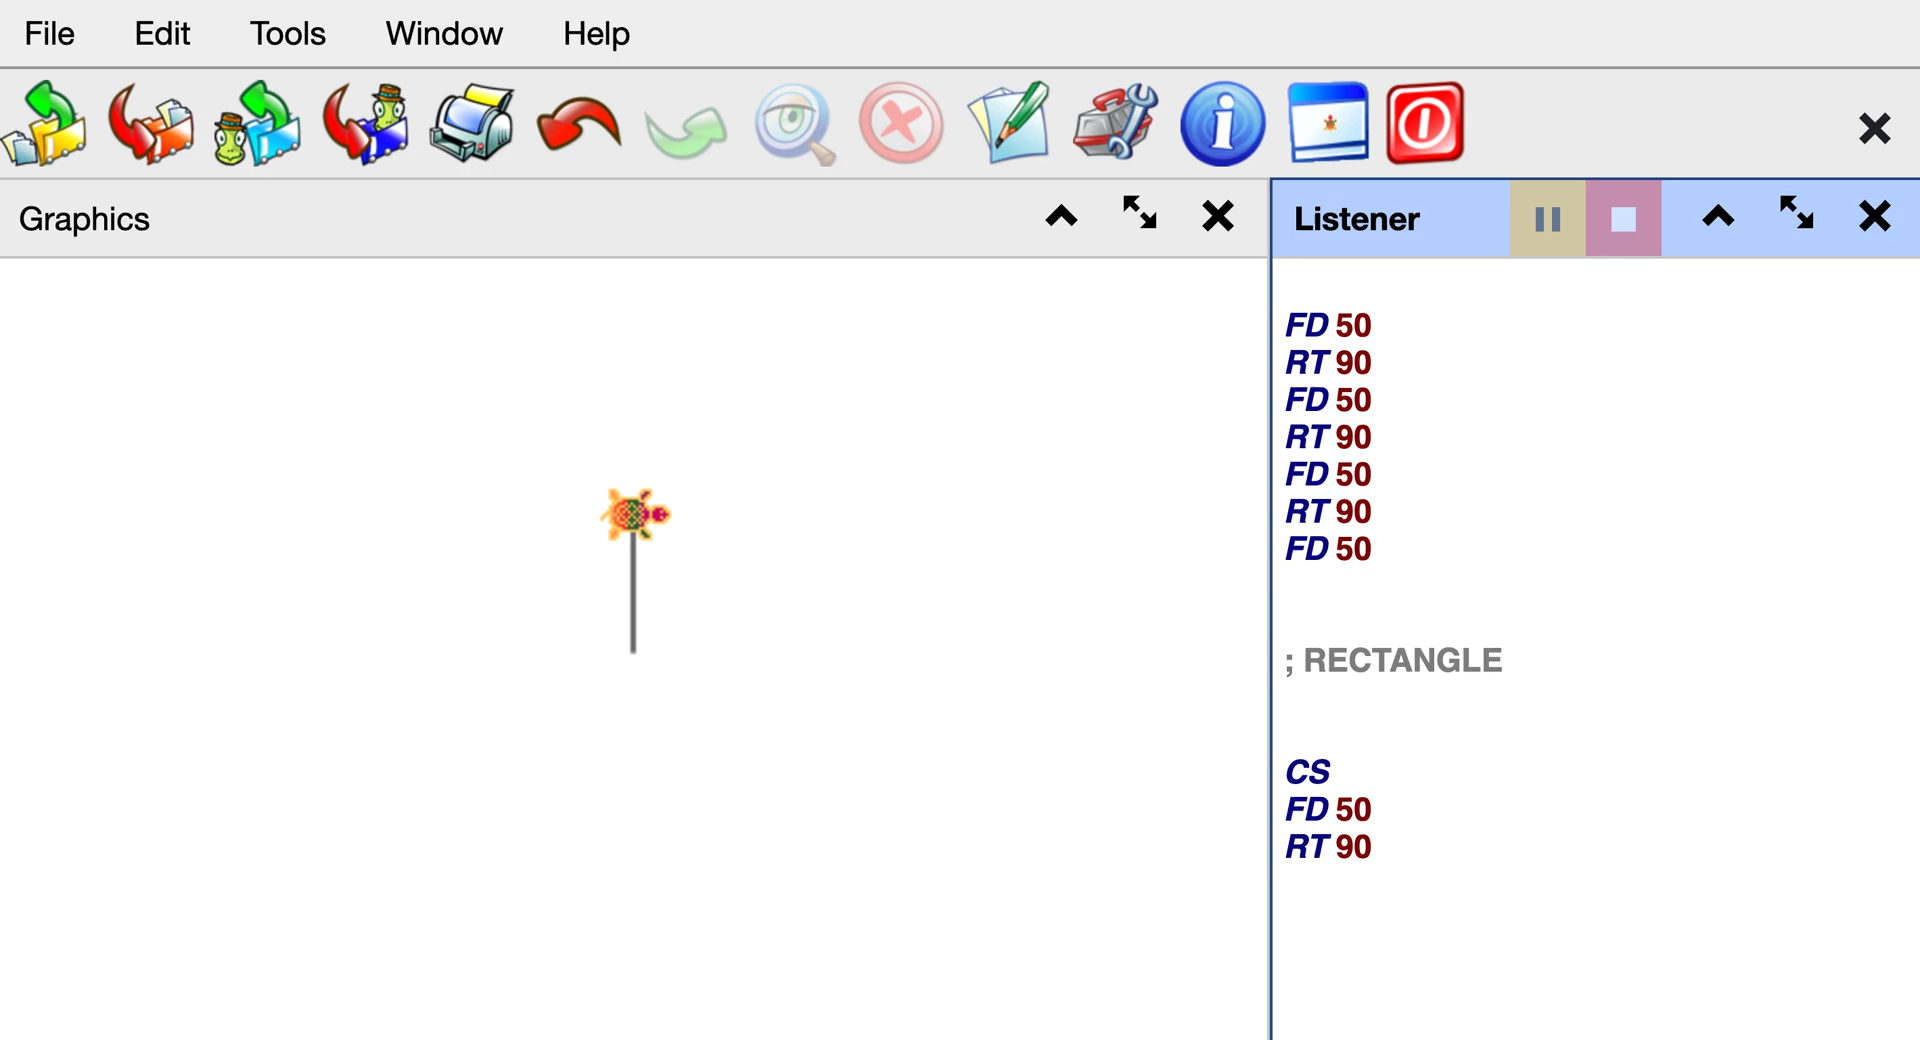 File Edit Tools Window Help
Graphics
Listener
FD 50
RT 90
FD 50
RT 90
FD 50
RT 90
FD 50
; RECTANGLE
CS
FD 50
RT 90